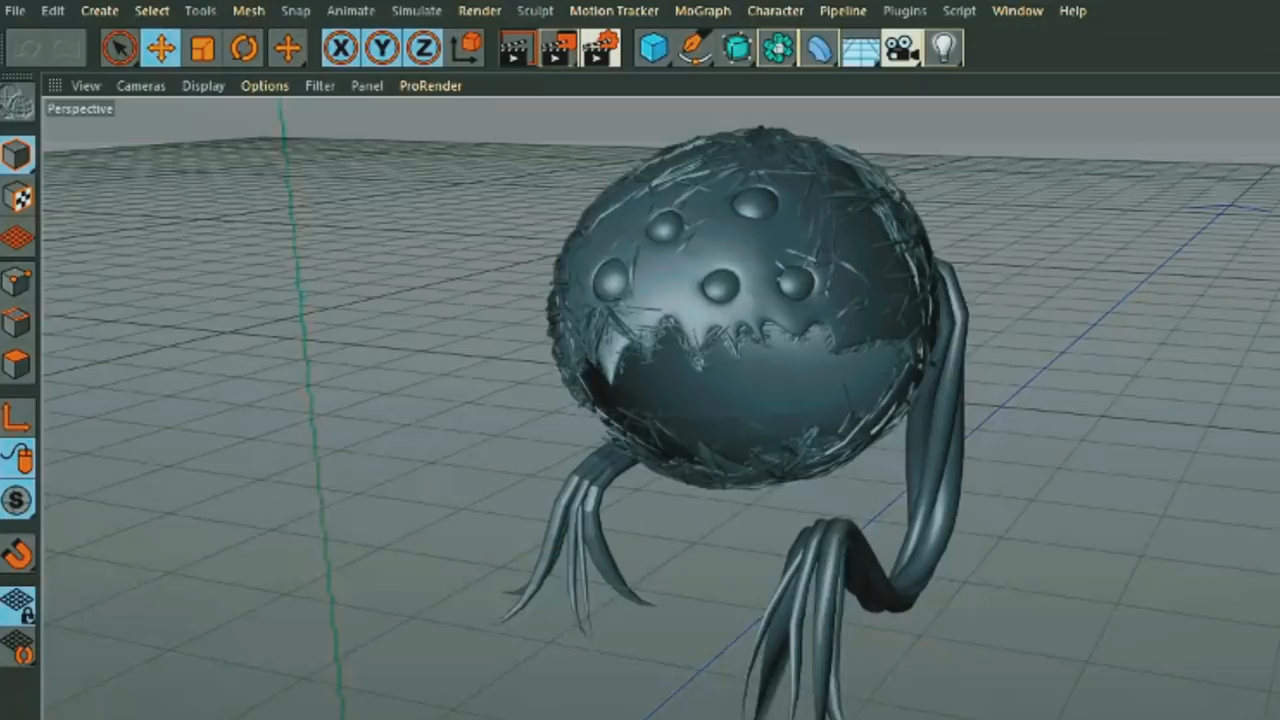 File Edit Create Select Tools Mesh Snap Animate Simulate Render Sculpt Motion Tracker MoGraph Character Pipeline Plugins Script Window Help
X Y Z
View Cameras Display Options Filter Panel ProRender
Perspective
S